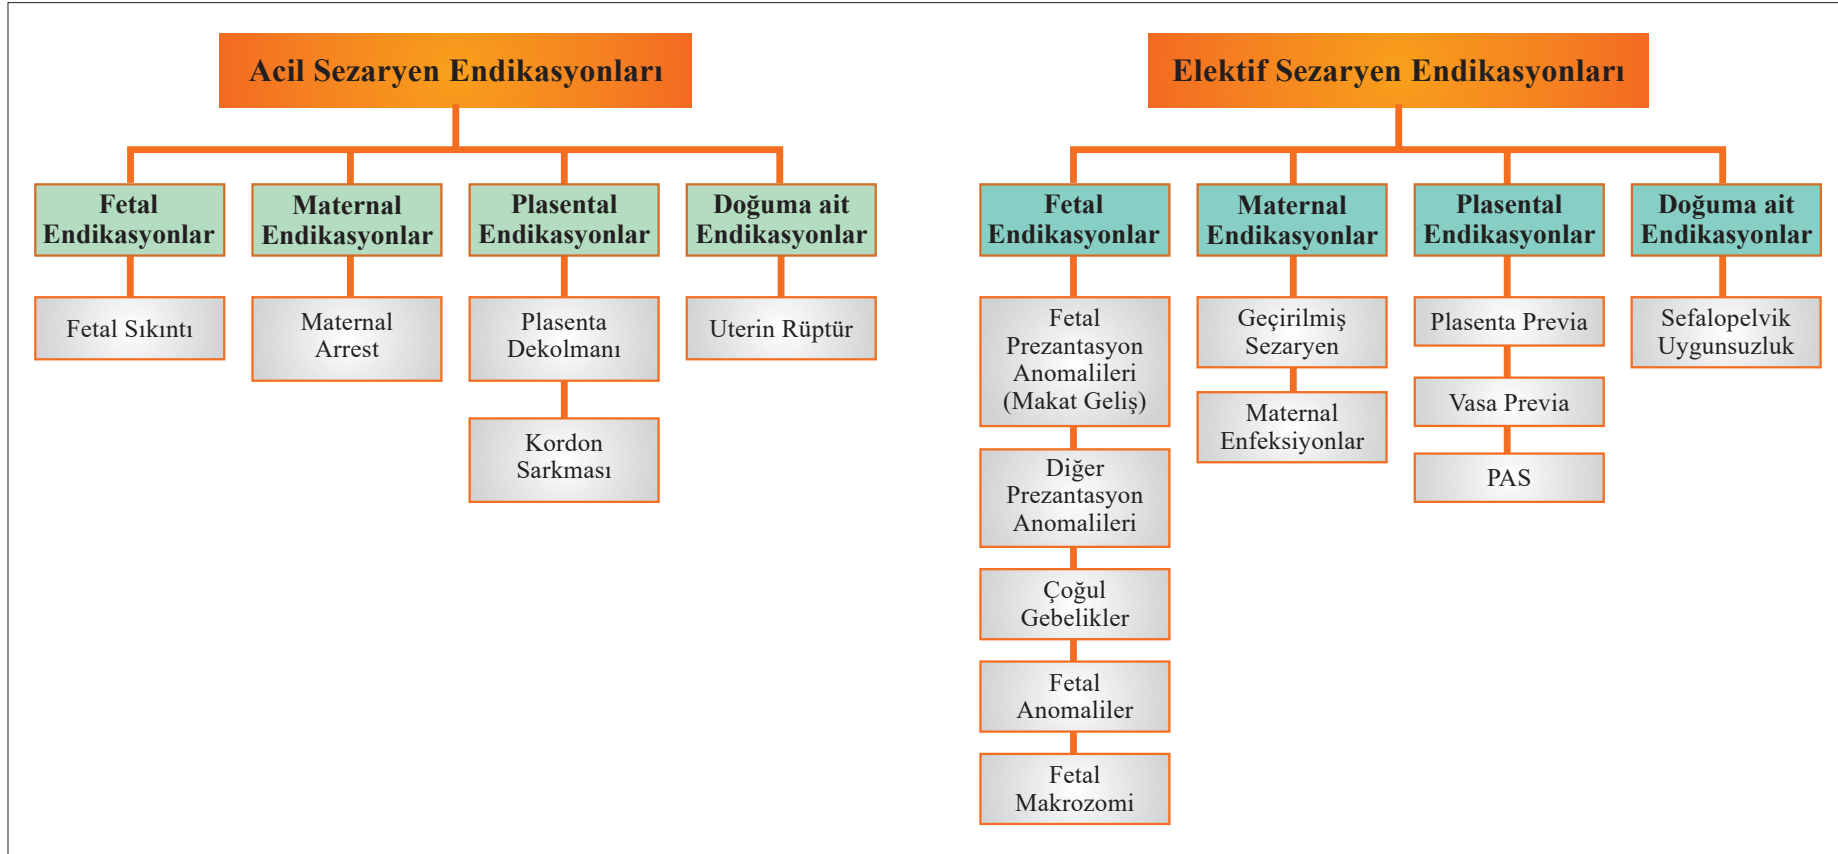 Acil Sezaryen Endikasyonları
Fetal
Endikasyonlar
Maternal
Endikasyonlar
Plasental
Endikasyonlar
Doğuma ait
Endikasyonlar
Fetal Sıkıntı
Maternal
Arrest
Plasenta
Dekolmanı
Kordon
Sarkması
Uterin Rüptür
Elektif Sezaryen Endikasyonları
Fetal
Endikasyonlar
Maternal
Endikasyonlar
Plasental
Endikasyonlar
Doğuma ait
Endikasyonlar
Fetal
Prezantasyon
Anomalileri
(Makat Geliş)
Diğer
Prezantasyon
Anomalileri
Çoğul
Gebelikler
Fetal
Anomaliler
Fetal
Makrozomi
Geçirilmiş
Sezaryen
Maternal
Enfeksiyonlar
Plasenta Previa
Vasa Previa
PAS
Sefalopelvik
Uygunsuzluk